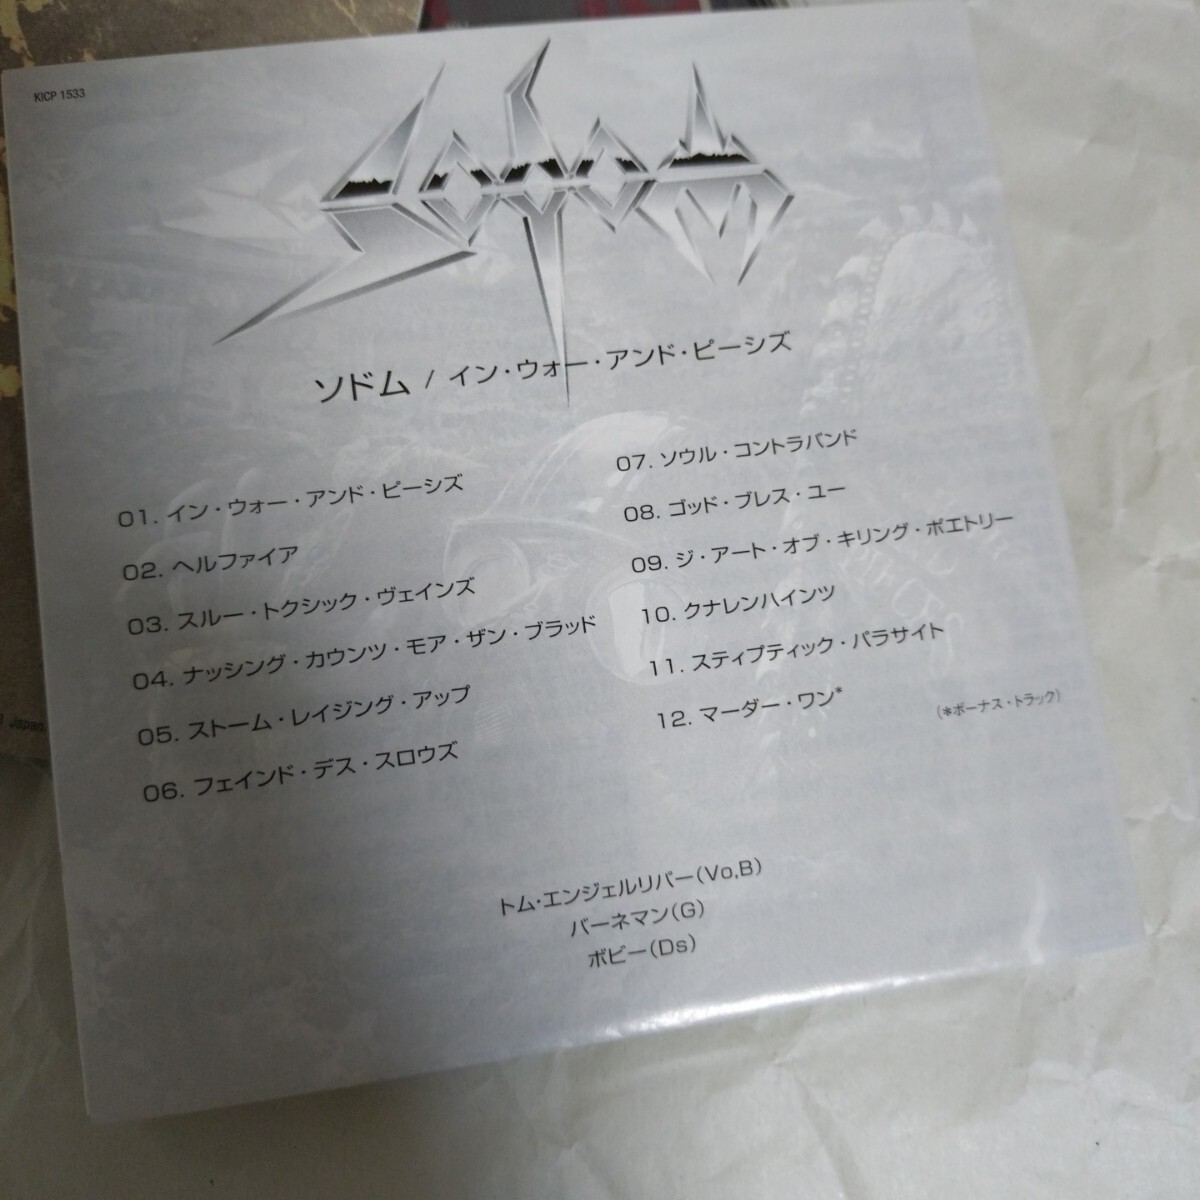 KICP 1533
SODOM
ソドム / イン・ウォー・アンド・ピーシズ
01. イン・ウォー・アンド・ピーシズ
02. ヘルファイア
03. スルー・トクシック・ヴェインズ
04. ナッシング・カウンツ・モア・ザン・ブラッド
05. ストーム・レイジング・アップ
06. フェインド・デス・スロウズ
07. ソウル・コントラバンド
08. ゴッド・ブレス・ユー
09. ジ・アート・オブ・キリング・ポエトリー
10. クナレンハインツ
11. スティプティック・パラサイト
12. マーダー・ワン*
(*ボーナス・トラック)
トム・エンジェルリパー(Vo,B)
バーネマン(G)
ボビー(Ds)
Japan